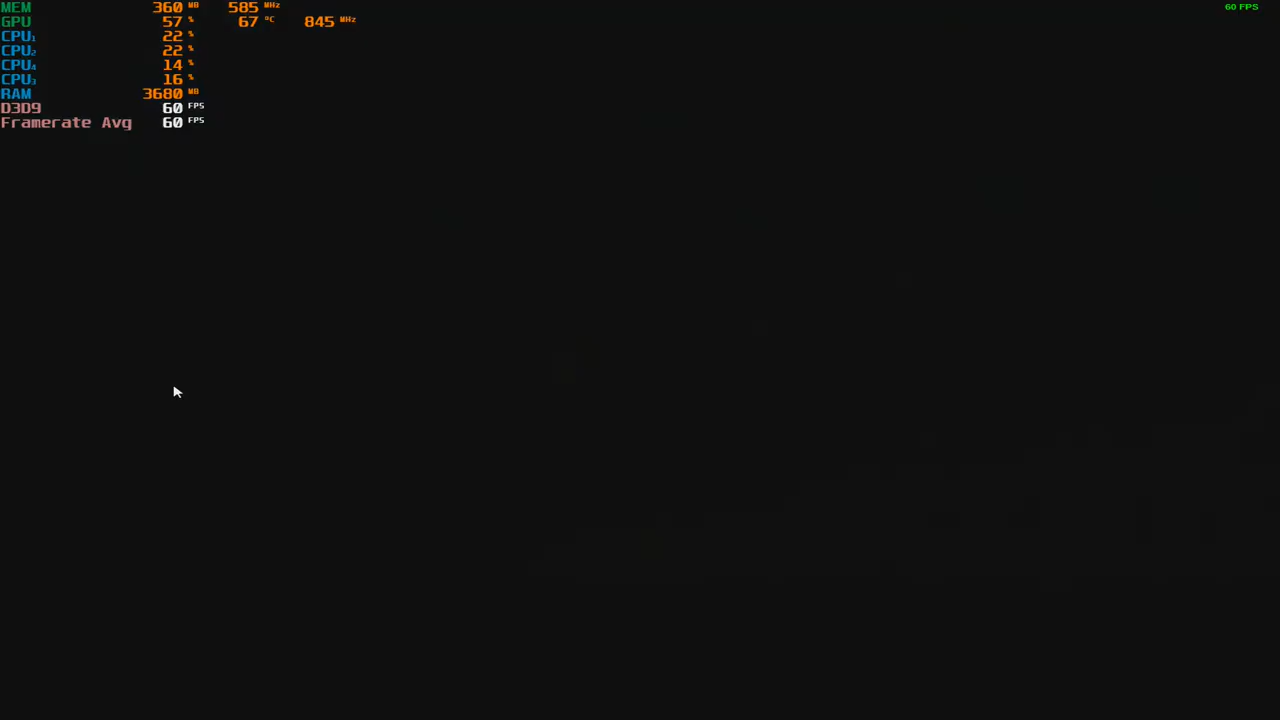 MEM 360 MB 585 MHz 60 FPS
GPU 57 % 67 °C 845 MHz
CPU₁ 22 %
CPU₂ 22 %
CPU₄ 14 %
CPU₃ 16 %
RAM 3680 MB
D3D9 60 FPS
Framerate Avg 60 FPS